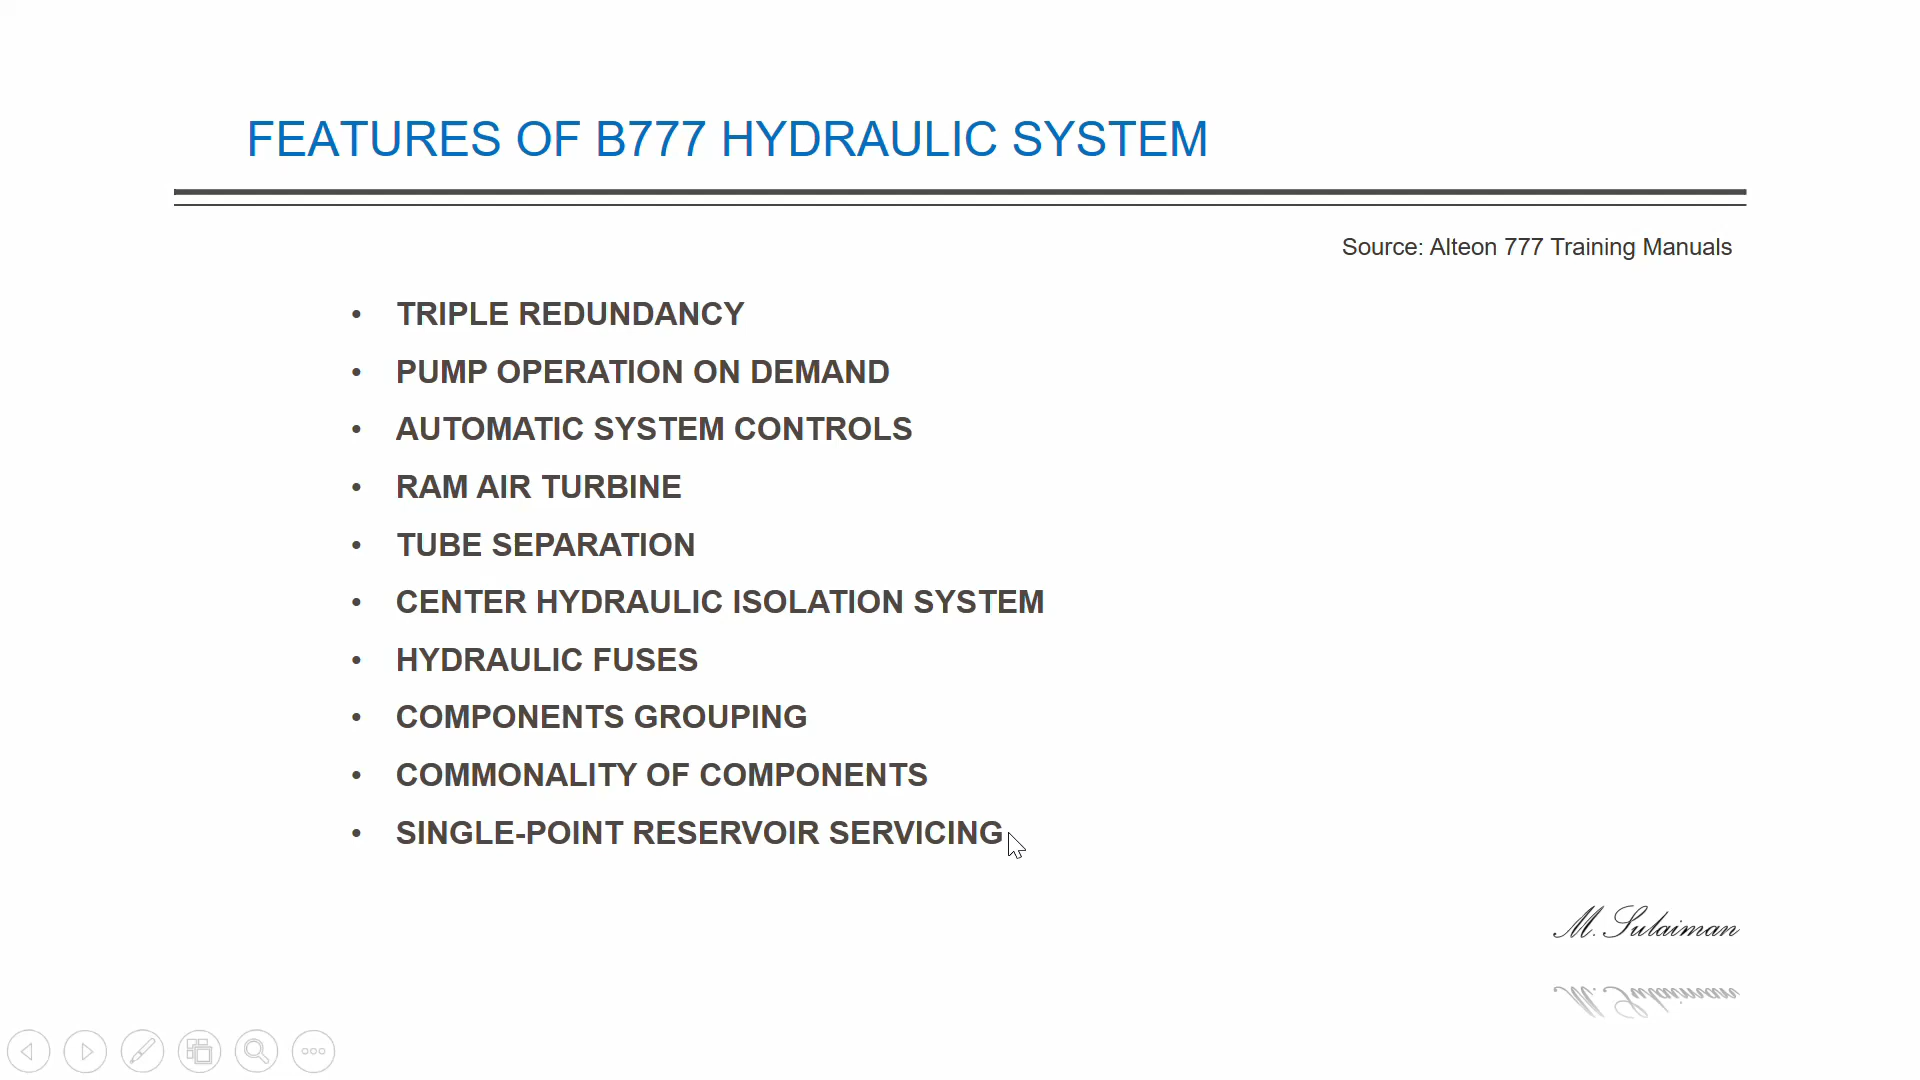 FEATURES OF B777 HYDRAULIC SYSTEM
Source: Alteon 777 Training Manuals
• TRIPLE REDUNDANCY
• PUMP OPERATION ON DEMAND
• AUTOMATIC SYSTEM CONTROLS
• RAM AIR TURBINE
• TUBE SEPARATION
• CENTER HYDRAULIC ISOLATION SYSTEM
• HYDRAULIC FUSES
• COMPONENTS GROUPING
• COMMONALITY OF COMPONENTS
• SINGLE-POINT RESERVOIR SERVICING
M. Sulaiman